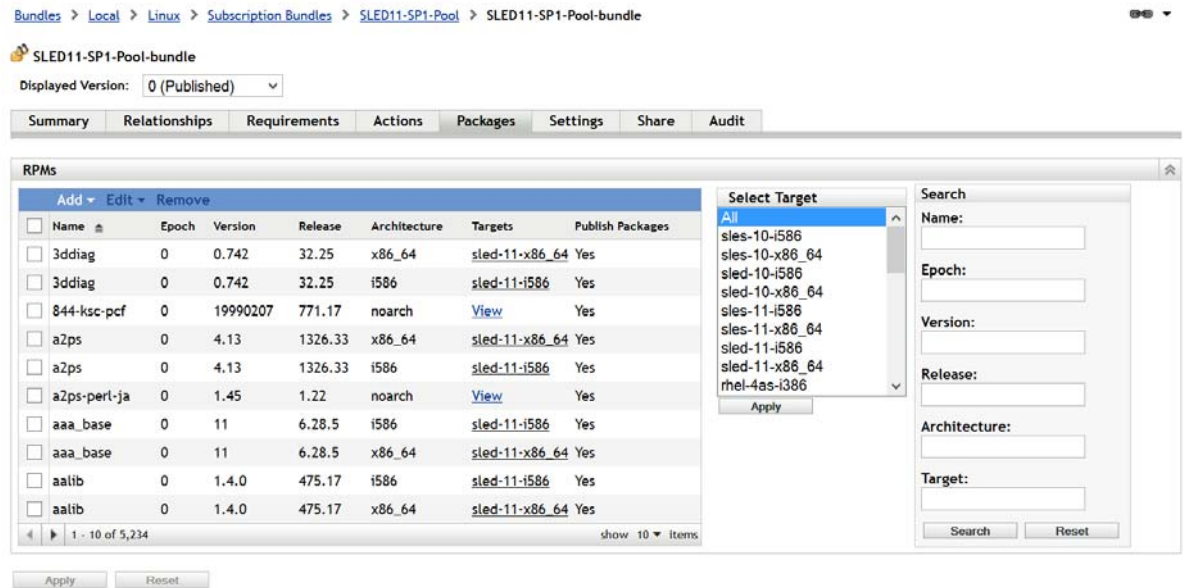 Bundles > Local > Linux > Subscription Bundles > SLED11-SP1-Pool > SLED11-SP1-Pool-bundle
SLED11-SP1-Pool-bundle
Displayed Version: 0 (Published)
Summary Relationships Requirements Actions Packages Settings Share Audit
RPMs
Add Edit Remove
Name Epoch Version Release Architecture Targets Publish Packages
3ddiag 0 0.742 32.25 x86_64 sled-11-x86_64 Yes
3ddiag 0 0.742 32.25 i586 sled-11-i586 Yes
844-ksc-pcf 0 19990207 771.17 noarch View Yes
a2ps 0 4.13 1326.33 x86_64 sled-11-x86_64 Yes
a2ps 0 4.13 1326.33 i586 sled-11-i586 Yes
a2ps-perl-ja 0 1.45 1.22 noarch View Yes
aaa_base 0 11 6.28.5 i586 sled-11-i586 Yes
aaa_base 0 11 6.28.5 x86_64 sled-11-x86_64 Yes
aalib 0 1.4.0 475.17 i586 sled-11-i586 Yes
aalib 0 1.4.0 475.17 x86_64 sled-11-x86_64 Yes
1 - 10 of 5,234 show 10 items
Select Target
All
sles-10-i586
sles-10-x86_64
sled-10-i586
sled-10-x86_64
sles-11-i586
sles-11-x86_64
sled-11-i586
sled-11-x86_64
rhel-4as-i386
Apply
Search
Name:
Epoch:
Version:
Release:
Architecture:
Target:
Search Reset
Apply Reset